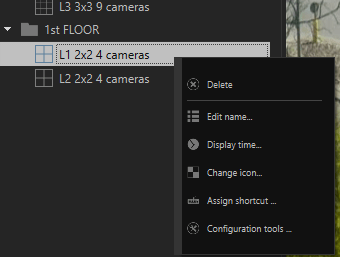 L3 3x3 9 cameras
1st FLOOR
L1 2x2 4 cameras
L2 2x2 4 cameras
Delete
Edit name...
Display time...
Change icon...
Assign shortcut ...
Configuration tools ...